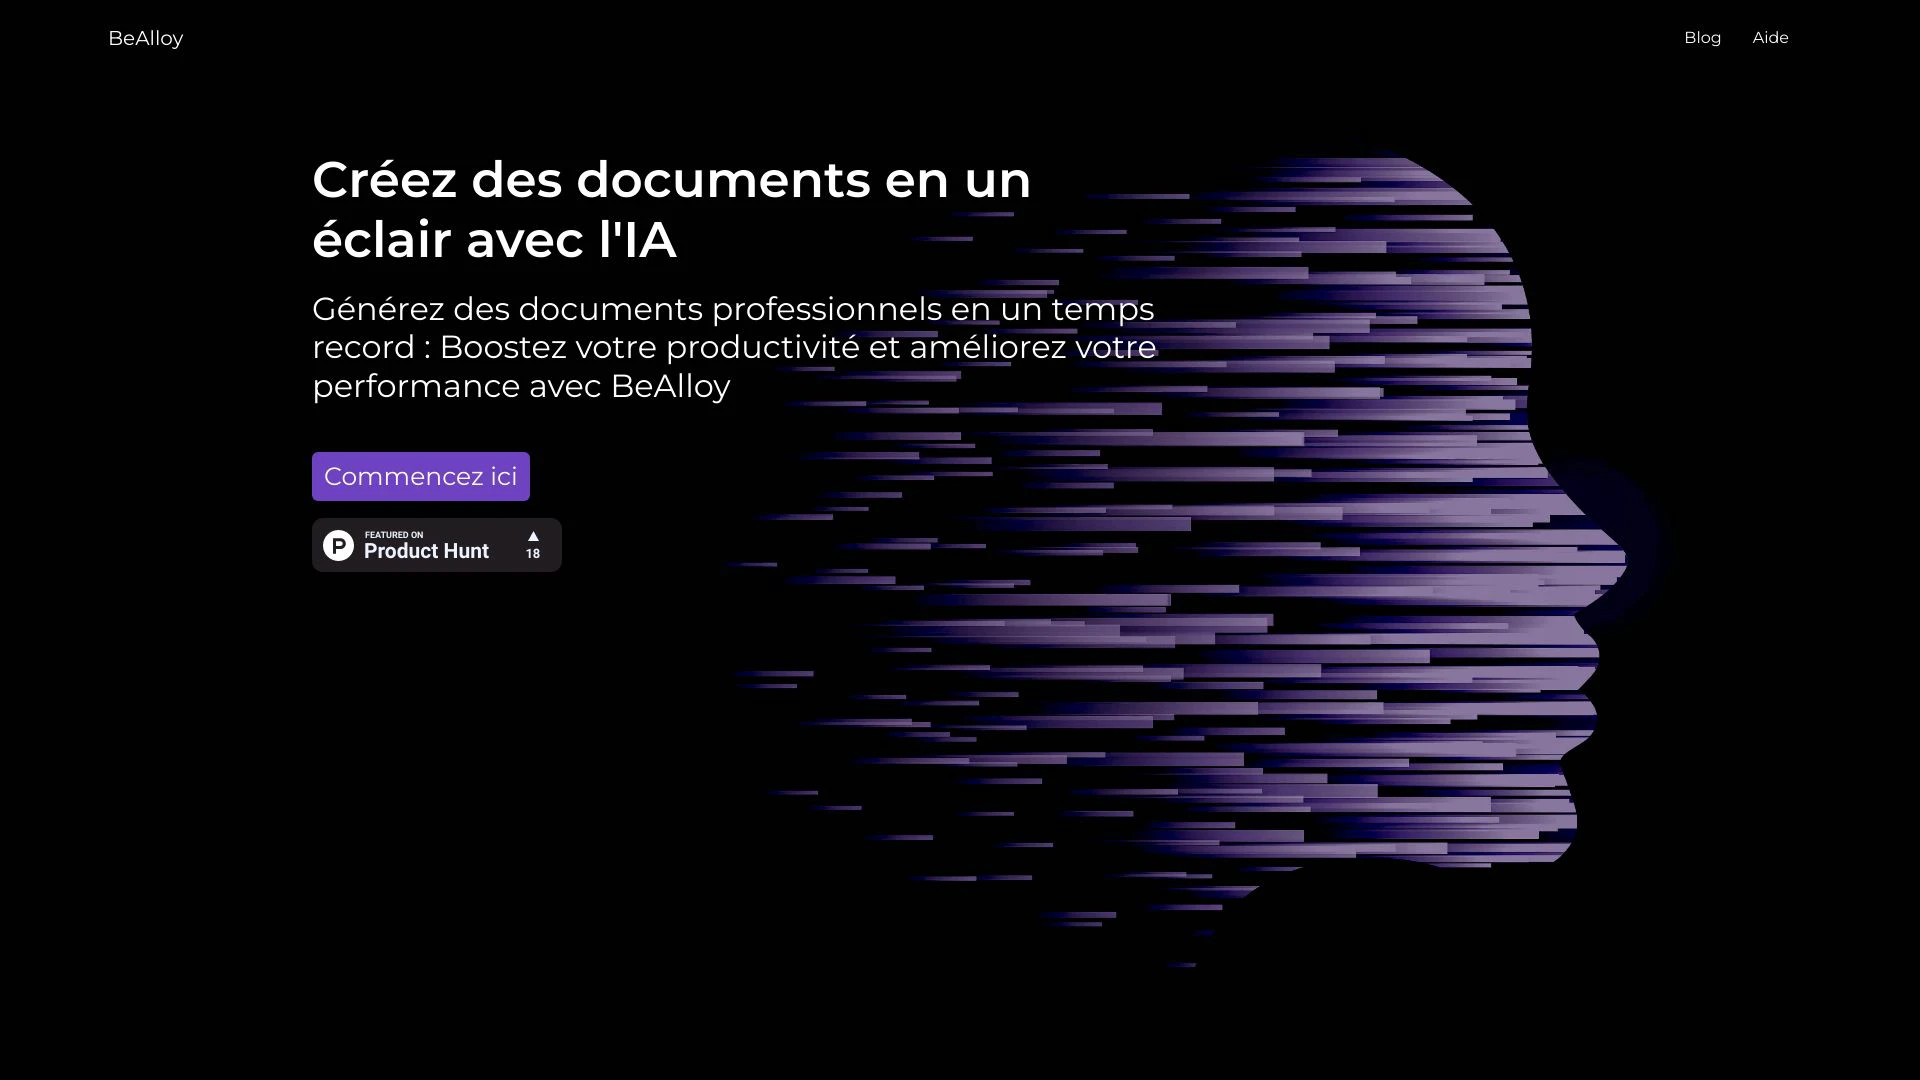 BeAlloy
Blog
Aide
Créez des documents en un
éclair avec l'IA
Générez des documents professionnels en un temps
record : Boostez votre productivité et améliorez votre
performance avec BeAlloy
Commencez ici
P
FEATURED ON
Product Hunt
▲
18